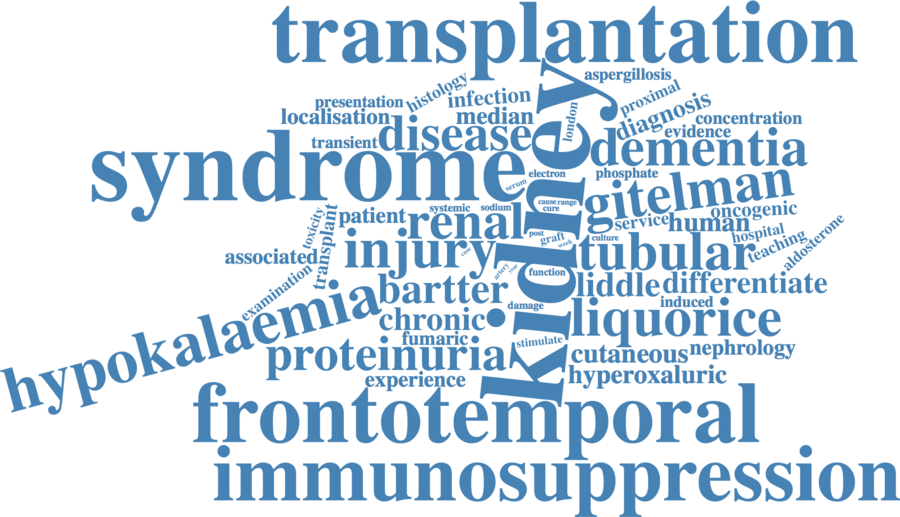 transplantation
aspergillosis
histology
proximal
presentation
infection
localisation
median
london
diagnosis
concentration
evidence
transient
disease
kidney
dementia
syndrome
electron
phosphate
serum
gitelman
cause
range
cure
systemic
sodium
oncogenic
toxicity
patient
renal
service
human
hospital
transplant
post
graft
week
culture
teaching
aldosterone
associated
injury
tubular
examination
artery
year
function
bartter
liddle
differentiate
hypokalaemia
damage
induced
chronic
liquorice
fumaric
stimulate
proteinuria
cutaneous
nephrology
experience
hyperoxaluric
frontotemporal
immunosuppression